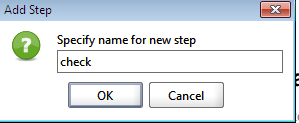 Add Step
Specify name for new step
check
OK
Cancel